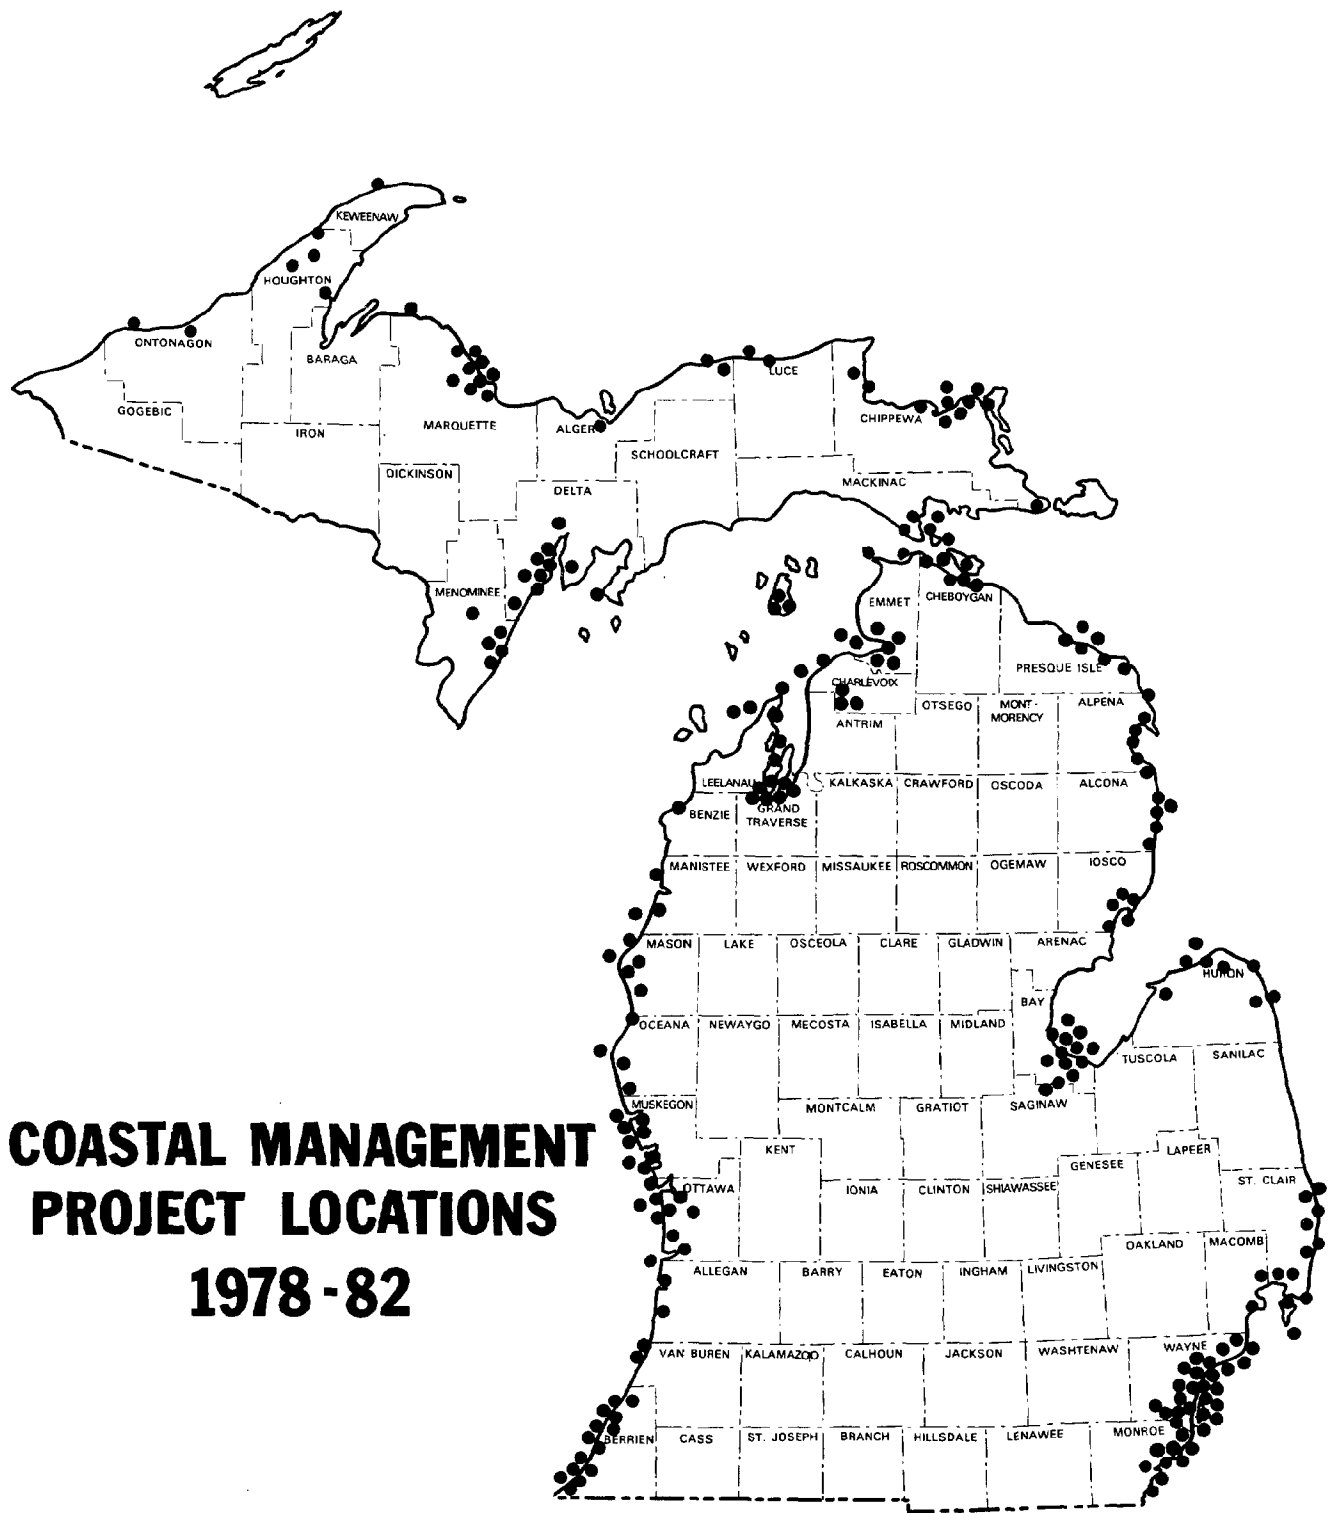 KEWEENAW
HOUGHTON
ONTONAGON
BARAGA
LUCE
GOGEBIC
IRON
MARQUETTE
ALGER
CHIPPEWA
SCHOOLCRAFT
DICKINSON
MACKINAC
DELTA
MENOMINEE
EMMET
CHEBOYGAN
PRESQUE ISLE
CHARLEVOIX
OTSEGO
MONT-
MORENCY
ALPENA
ANTRIM
LEELANAU
KALKASKA
CRAWFORD
OSCODA
ALCONA
BENZIE
GRAND
TRAVERSE
MANISTEE
WEXFORD
MISSAUKEE
ROSCOMMON
OGEMAW
IOSCO
MASON
LAKE
OSCEOLA
CLARE
GLADWIN
ARENAC
HURON
BAY
OCEANA
NEWAYGO
MECOSTA
ISABELLA
MIDLAND
TUSCOLA
SANILAC
MUSKEGON
MONTCALM
GRATIOT
SAGINAW
COASTAL MANAGEMENT
PROJECT LOCATIONS
1978-82
KENT
GENESEE
LAPEER
OTTAWA
IONIA
CLINTON
SHIAWASSEE
ST. CLAIR
OAKLAND
MACOMB
ALLEGAN
BARRY
EATON
INGHAM
LIVINGSTON
VAN BUREN
KALAMAZOO
CALHOUN
JACKSON
WASHTENAW
WAYNE
BERRIEN
CASS
ST. JOSEPH
BRANCH
HILLSDALE
LENAWEE
MONROE